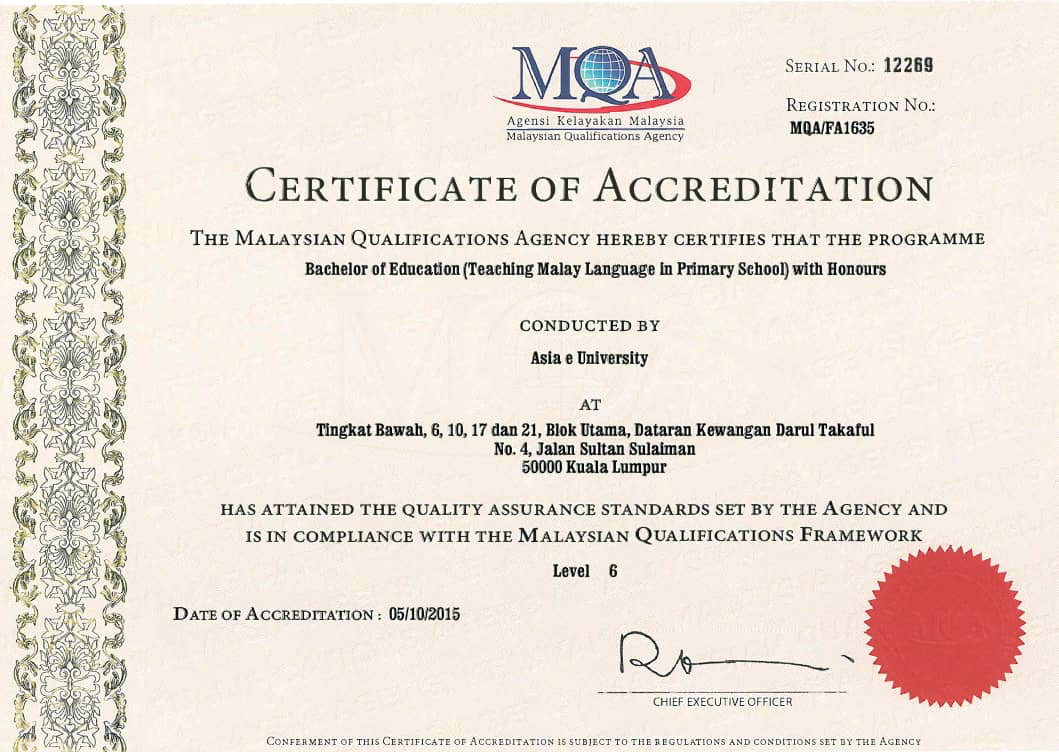 MQA
Agensi Kelayakan Malaysia
Malaysian Qualifications Agency
SERIAL NO.: 12269
REGISTRATION NO.:
MQA/FA1635
CERTIFICATE OF ACCREDITATION
THE MALAYSIAN QUALIFICATIONS AGENCY HEREBY CERTIFIES THAT THE PROGRAMME
Bachelor of Education (Teaching Malay Language in Primary School) with Honours
CONDUCTED BY
Asia e University
AT
Tingkat Bawah, 6, 10, 17 dan 21, Blok Utama, Dataran Kewangan Darul Takaful
No. 4, Jalan Sultan Sulaiman
50000 Kuala Lumpur
HAS ATTAINED THE QUALITY ASSURANCE STANDARDS SET BY THE AGENCY AND
IS IN COMPLIANCE WITH THE MALAYSIAN QUALIFICATIONS FRAMEWORK
Level 6
DATE OF ACCREDITATION : 05/10/2015
CHIEF EXECUTIVE OFFICER
CONFERMENT OF THIS CERTIFICATE OF ACCREDITATION IS SUBJECT TO THE REGULATIONS AND CONDITIONS SET BY THE AGENCY